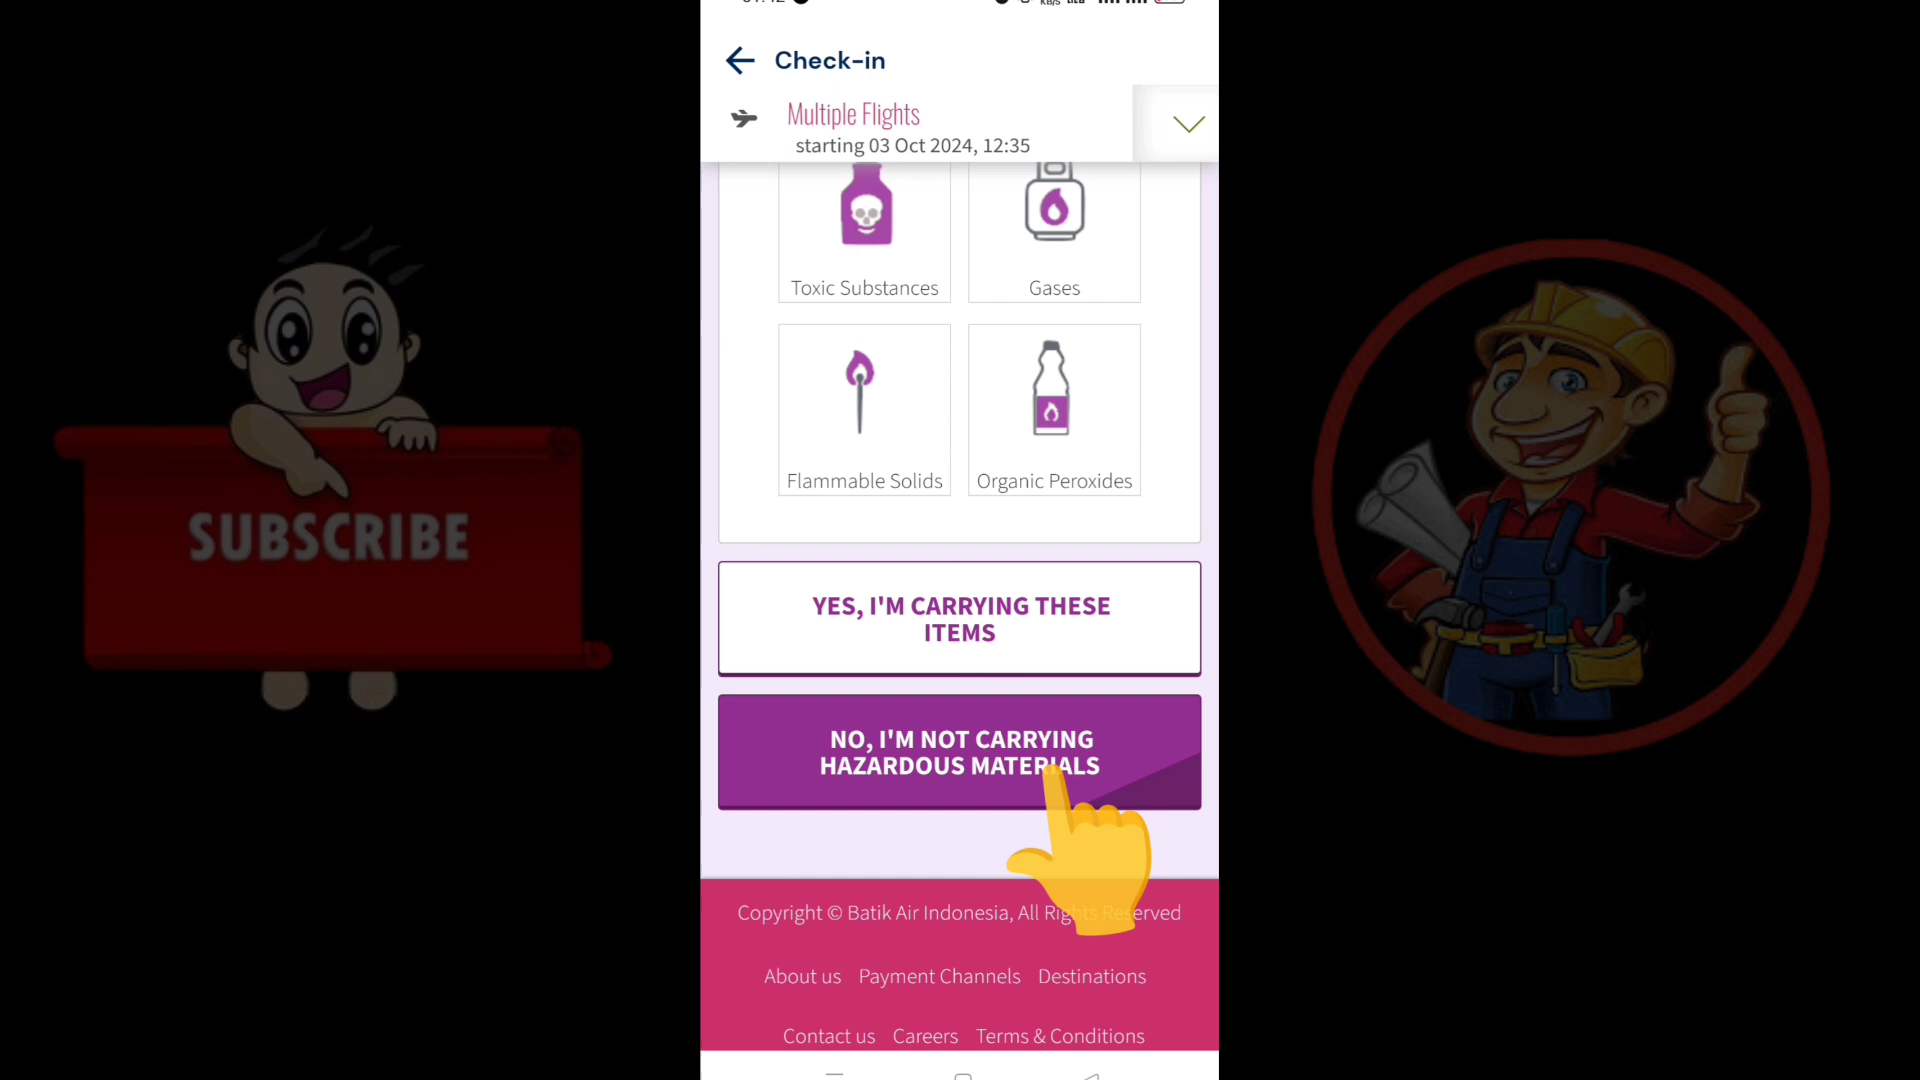 Check-in
Multiple Flights
starting 03 Oct 2024, 12:35
Toxic Substances
Gases
Flammable Solids
Organic Peroxides
SUBSCRIBE
YES, I'M CARRYING THESE
ITEMS
NO, I'M NOT CARRYING
HAZARDOUS MATERIALS
Copyright © Batik Air Indonesia, All Rights Reserved
About us Payment Channels Destinations
Contact us Careers Terms & Conditions